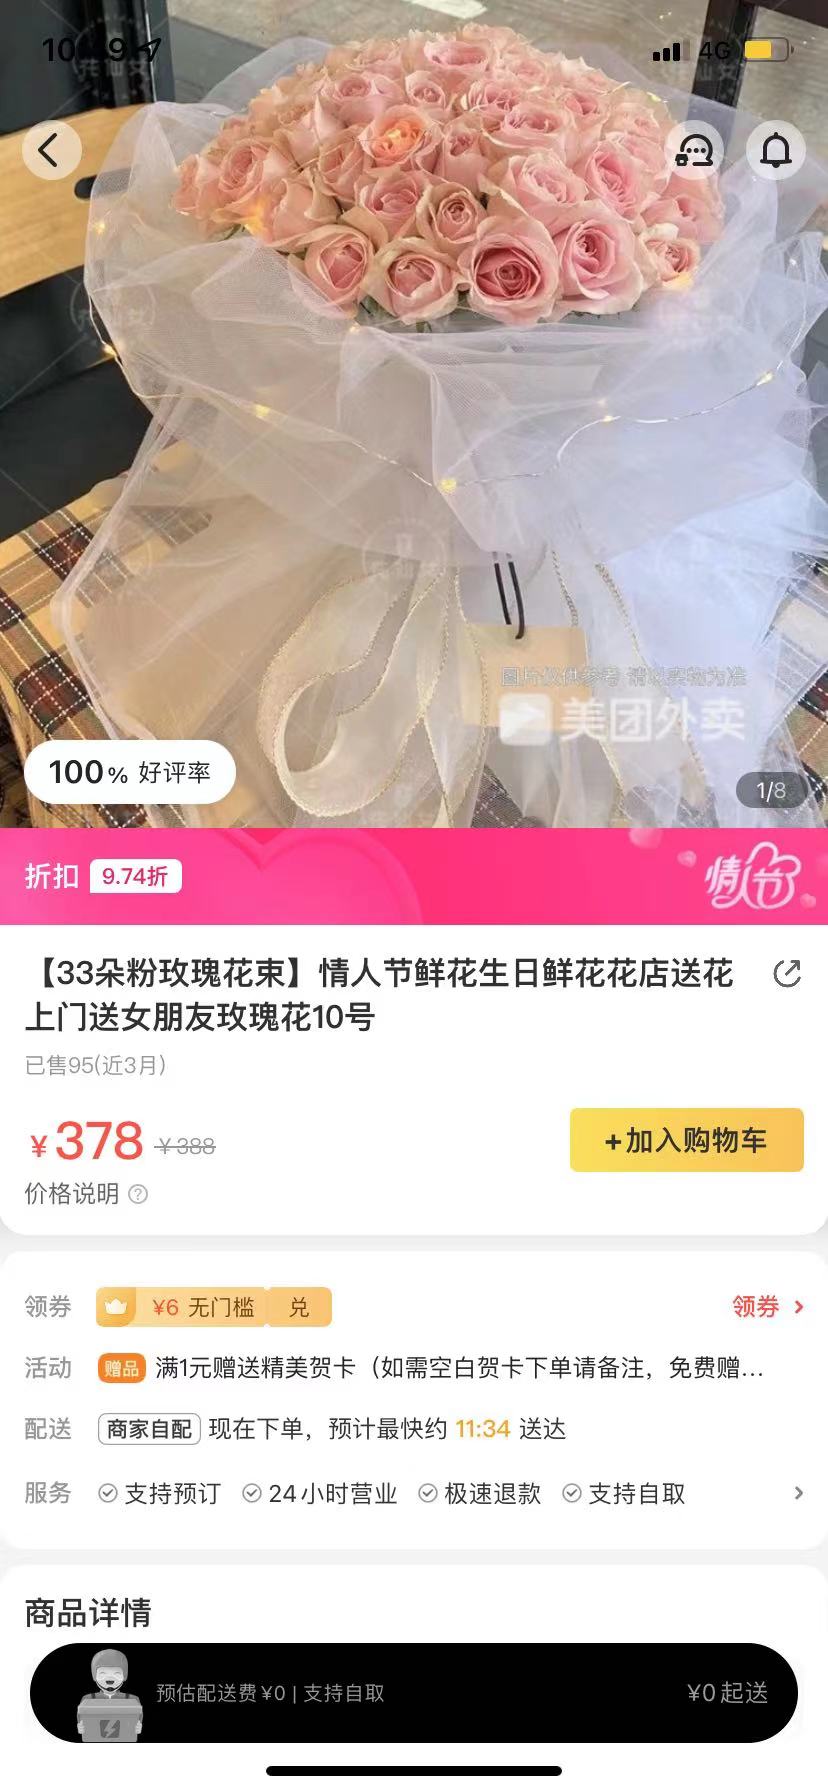 4G
图片仅供参考 请以实物为准
美团外卖
100% 好评率
1/8
折扣 9.74折
情人节
【33朵粉玫瑰花束】情人节鲜花生日鲜花花店送花
上门送女朋友玫瑰花10号
已售95(近3月)
¥378 ¥388
+加入购物车
价格说明 ?
领券 ¥6 无门槛 兑 领券
活动 赠品 满1元赠送精美贺卡（如需空白贺卡下单请备注，免费赠...
配送 商家自配 现在下单，预计最快约 11:34 送达
服务 支持预订 24小时营业 极速退款 支持自取
商品详情
预估配送费¥0 | 支持自取 ¥0起送